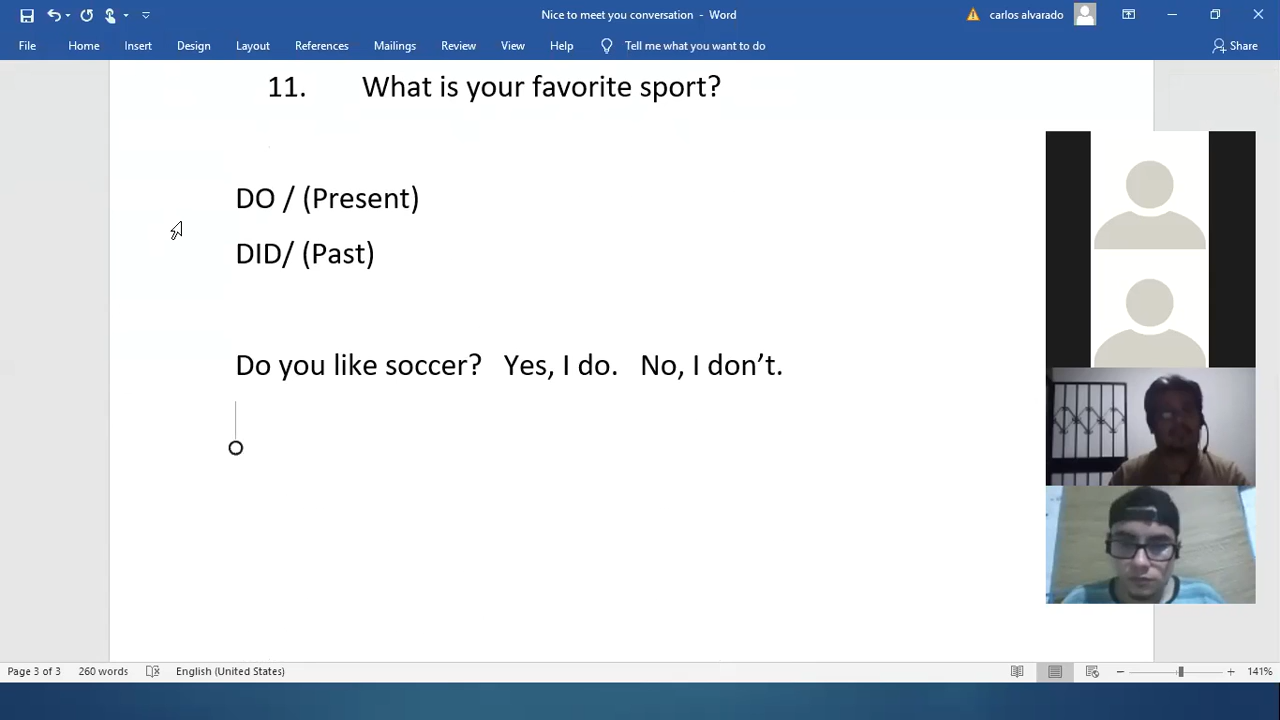 Nice to meet you conversation - Word
carlos alvarado
File Home Insert Design Layout References Mailings Review View Help Tell me what you want to do Share
11. What is your favorite sport?
DO / (Present)
DID/ (Past)
Do you like soccer? Yes, I do. No, I don’t.
Page 3 of 3 260 words English (United States) 141%